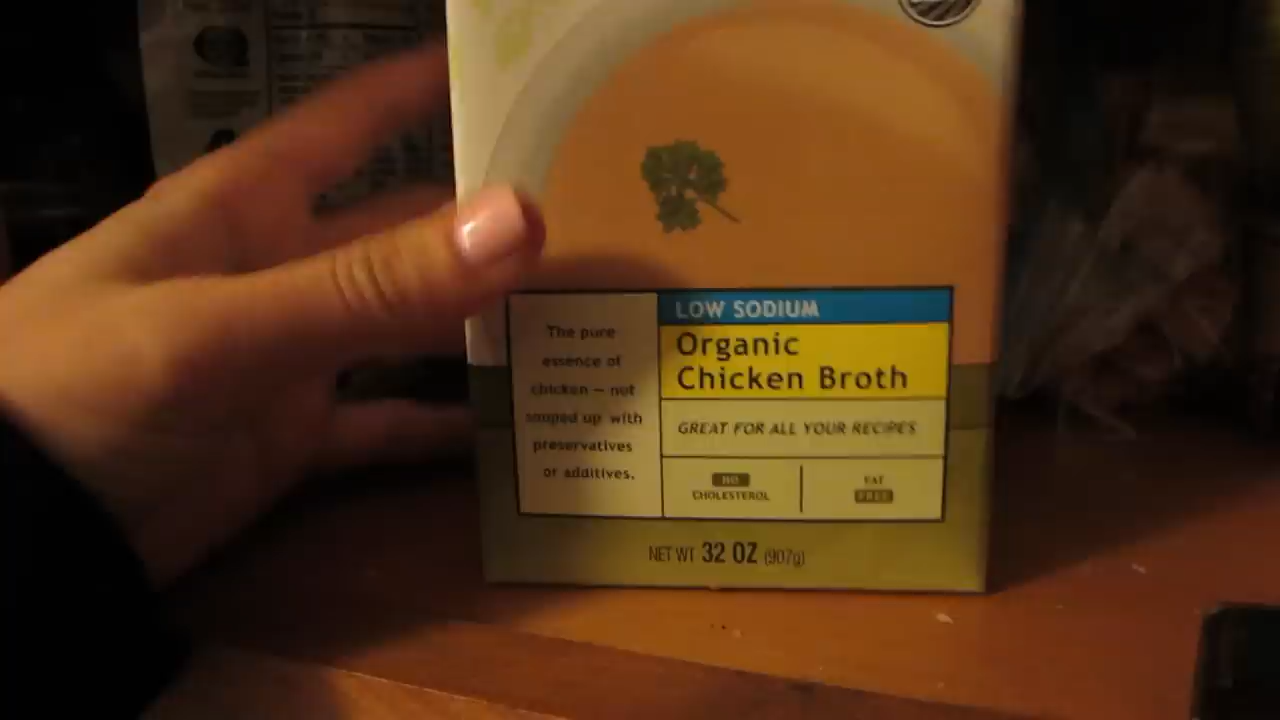 The pure
essence of
chicken – not
souped up with
preservatives
or additives.
LOW SODIUM
Organic
Chicken Broth
GREAT FOR ALL YOUR RECIPES
NO
CHOLESTEROL
FAT
FREE
NET WT 32 OZ (907g)